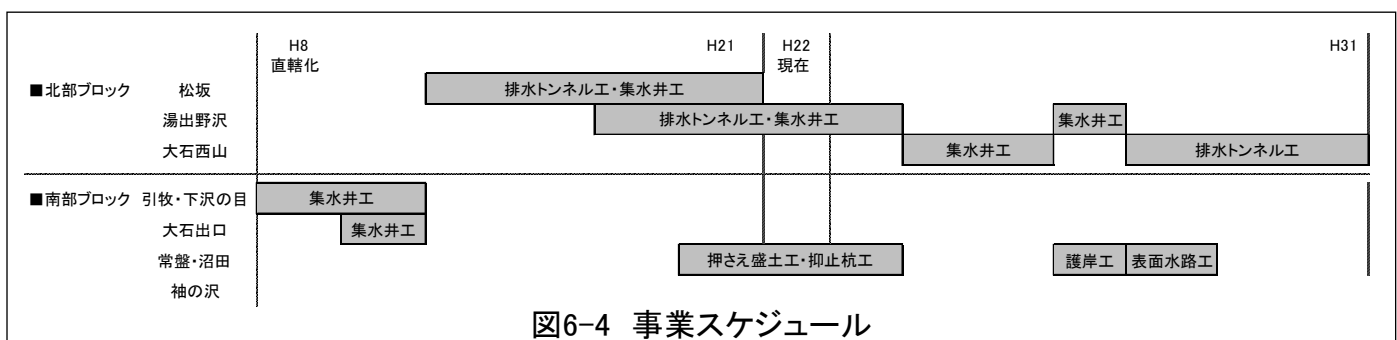 H8 H21 H22 H31
直轄化 現在
■北部ブロック 松坂 排水トンネル工・集水井工
湯出野沢 排水トンネル工・集水井工 集水井工
大石西山 集水井工 排水トンネル工
■南部ブロック 引牧・下沢の目 集水井工
大石出口 集水井工
常盤・沼田 押さえ盛土工・抑止杭工 護岸工 表面水路工
袖の沢
図6-4 事業スケジュール